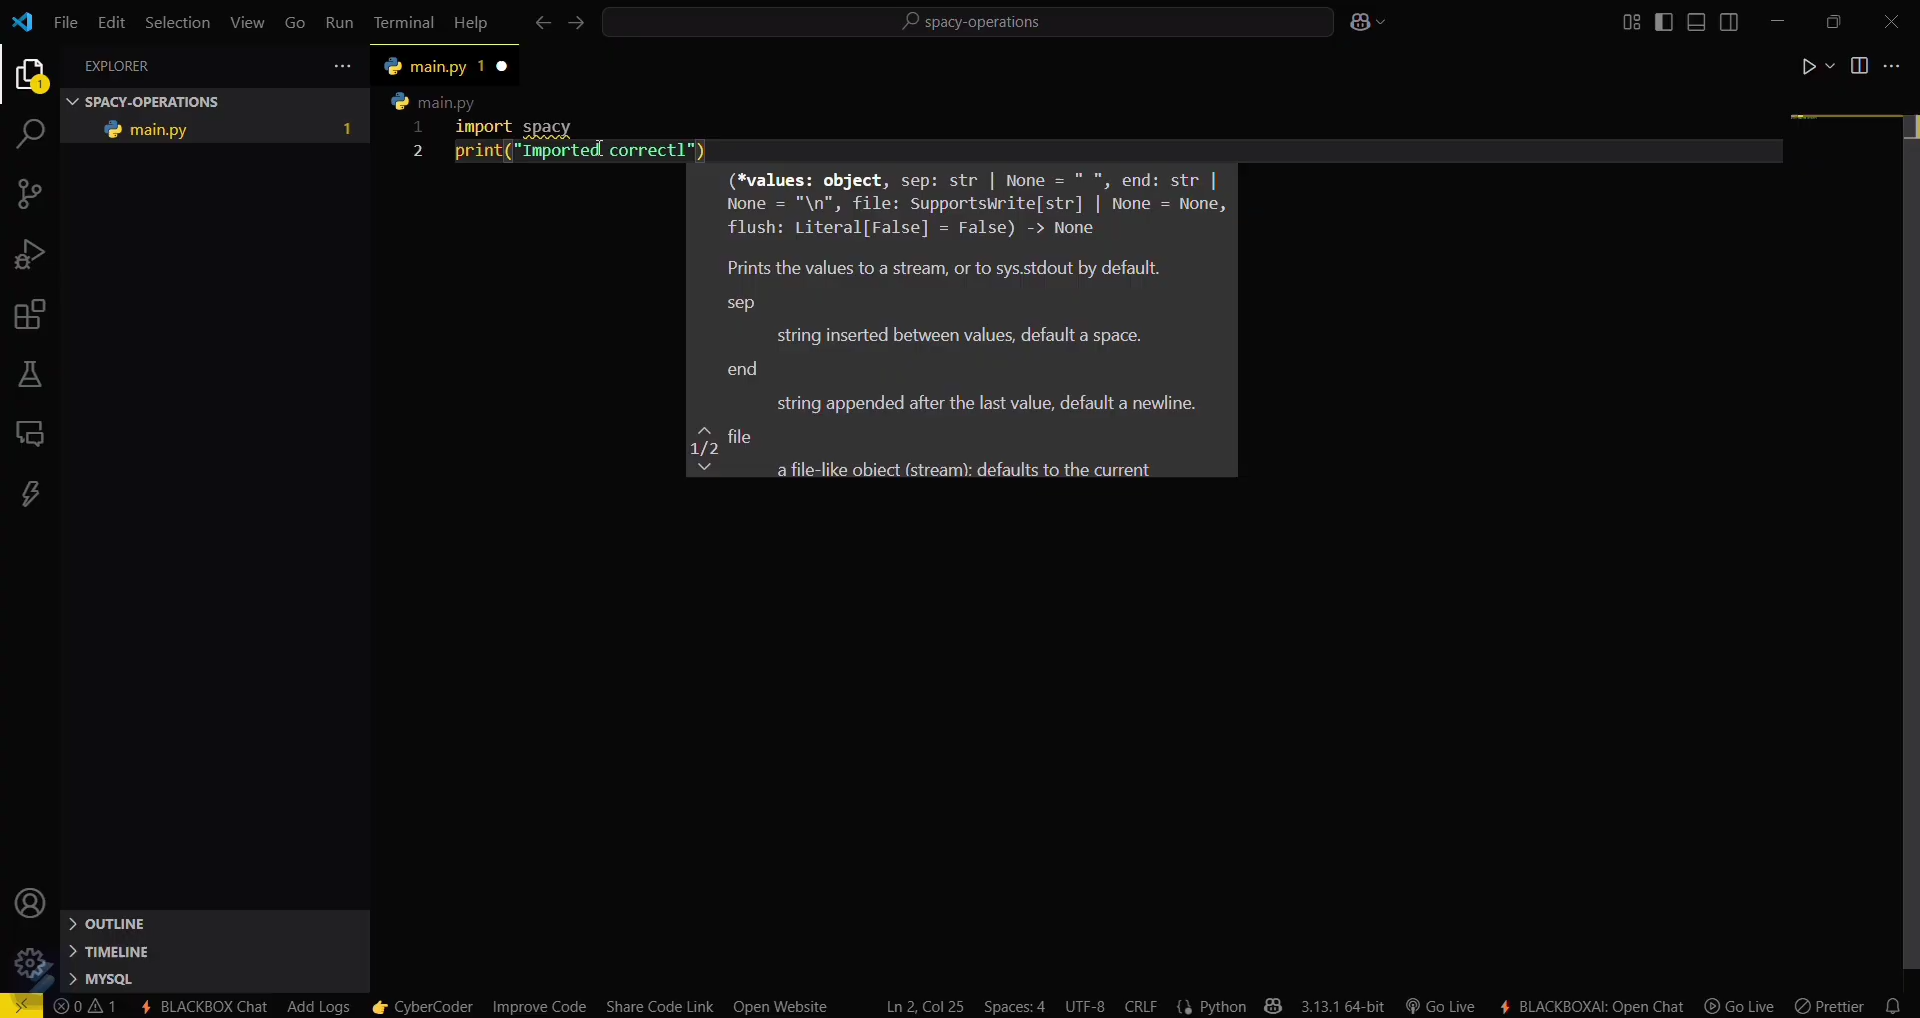 File Edit Selection View Go Run Terminal Help spacy-operations
EXPLORER
main.py 1
SPACY-OPERATIONS
main.py 1
main.py
1 import spacy
2 print("Imported correctl")
(*values: object, sep: str | None = " ", end: str |
None = "\n", file: SupportsWrite[str] | None = None,
flush: Literal[False] = False) -> None
Prints the values to a stream, or to sys.stdout by default.
sep
string inserted between values, default a space.
end
string appended after the last value, default a newline.
file
1/2
a file-like object (stream); defaults to the current
1
OUTLINE
TIMELINE
MYSQL
0 1 BLACKBOX Chat Add Logs CyberCoder Improve Code Share Code Link Open Website Ln 2, Col 25 Spaces: 4 UTF-8 CRLF Python 3.13.1 64-bit Go Live BLACKBOXAI: Open Chat Go Live Prettier